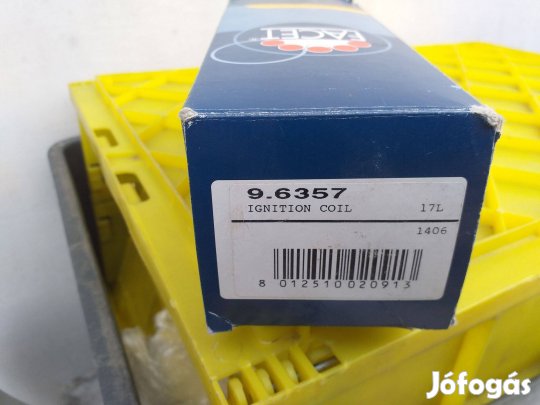 FACET
9.6357
IGNITION COIL 17L
1406
8 012510 020913
Jófogás